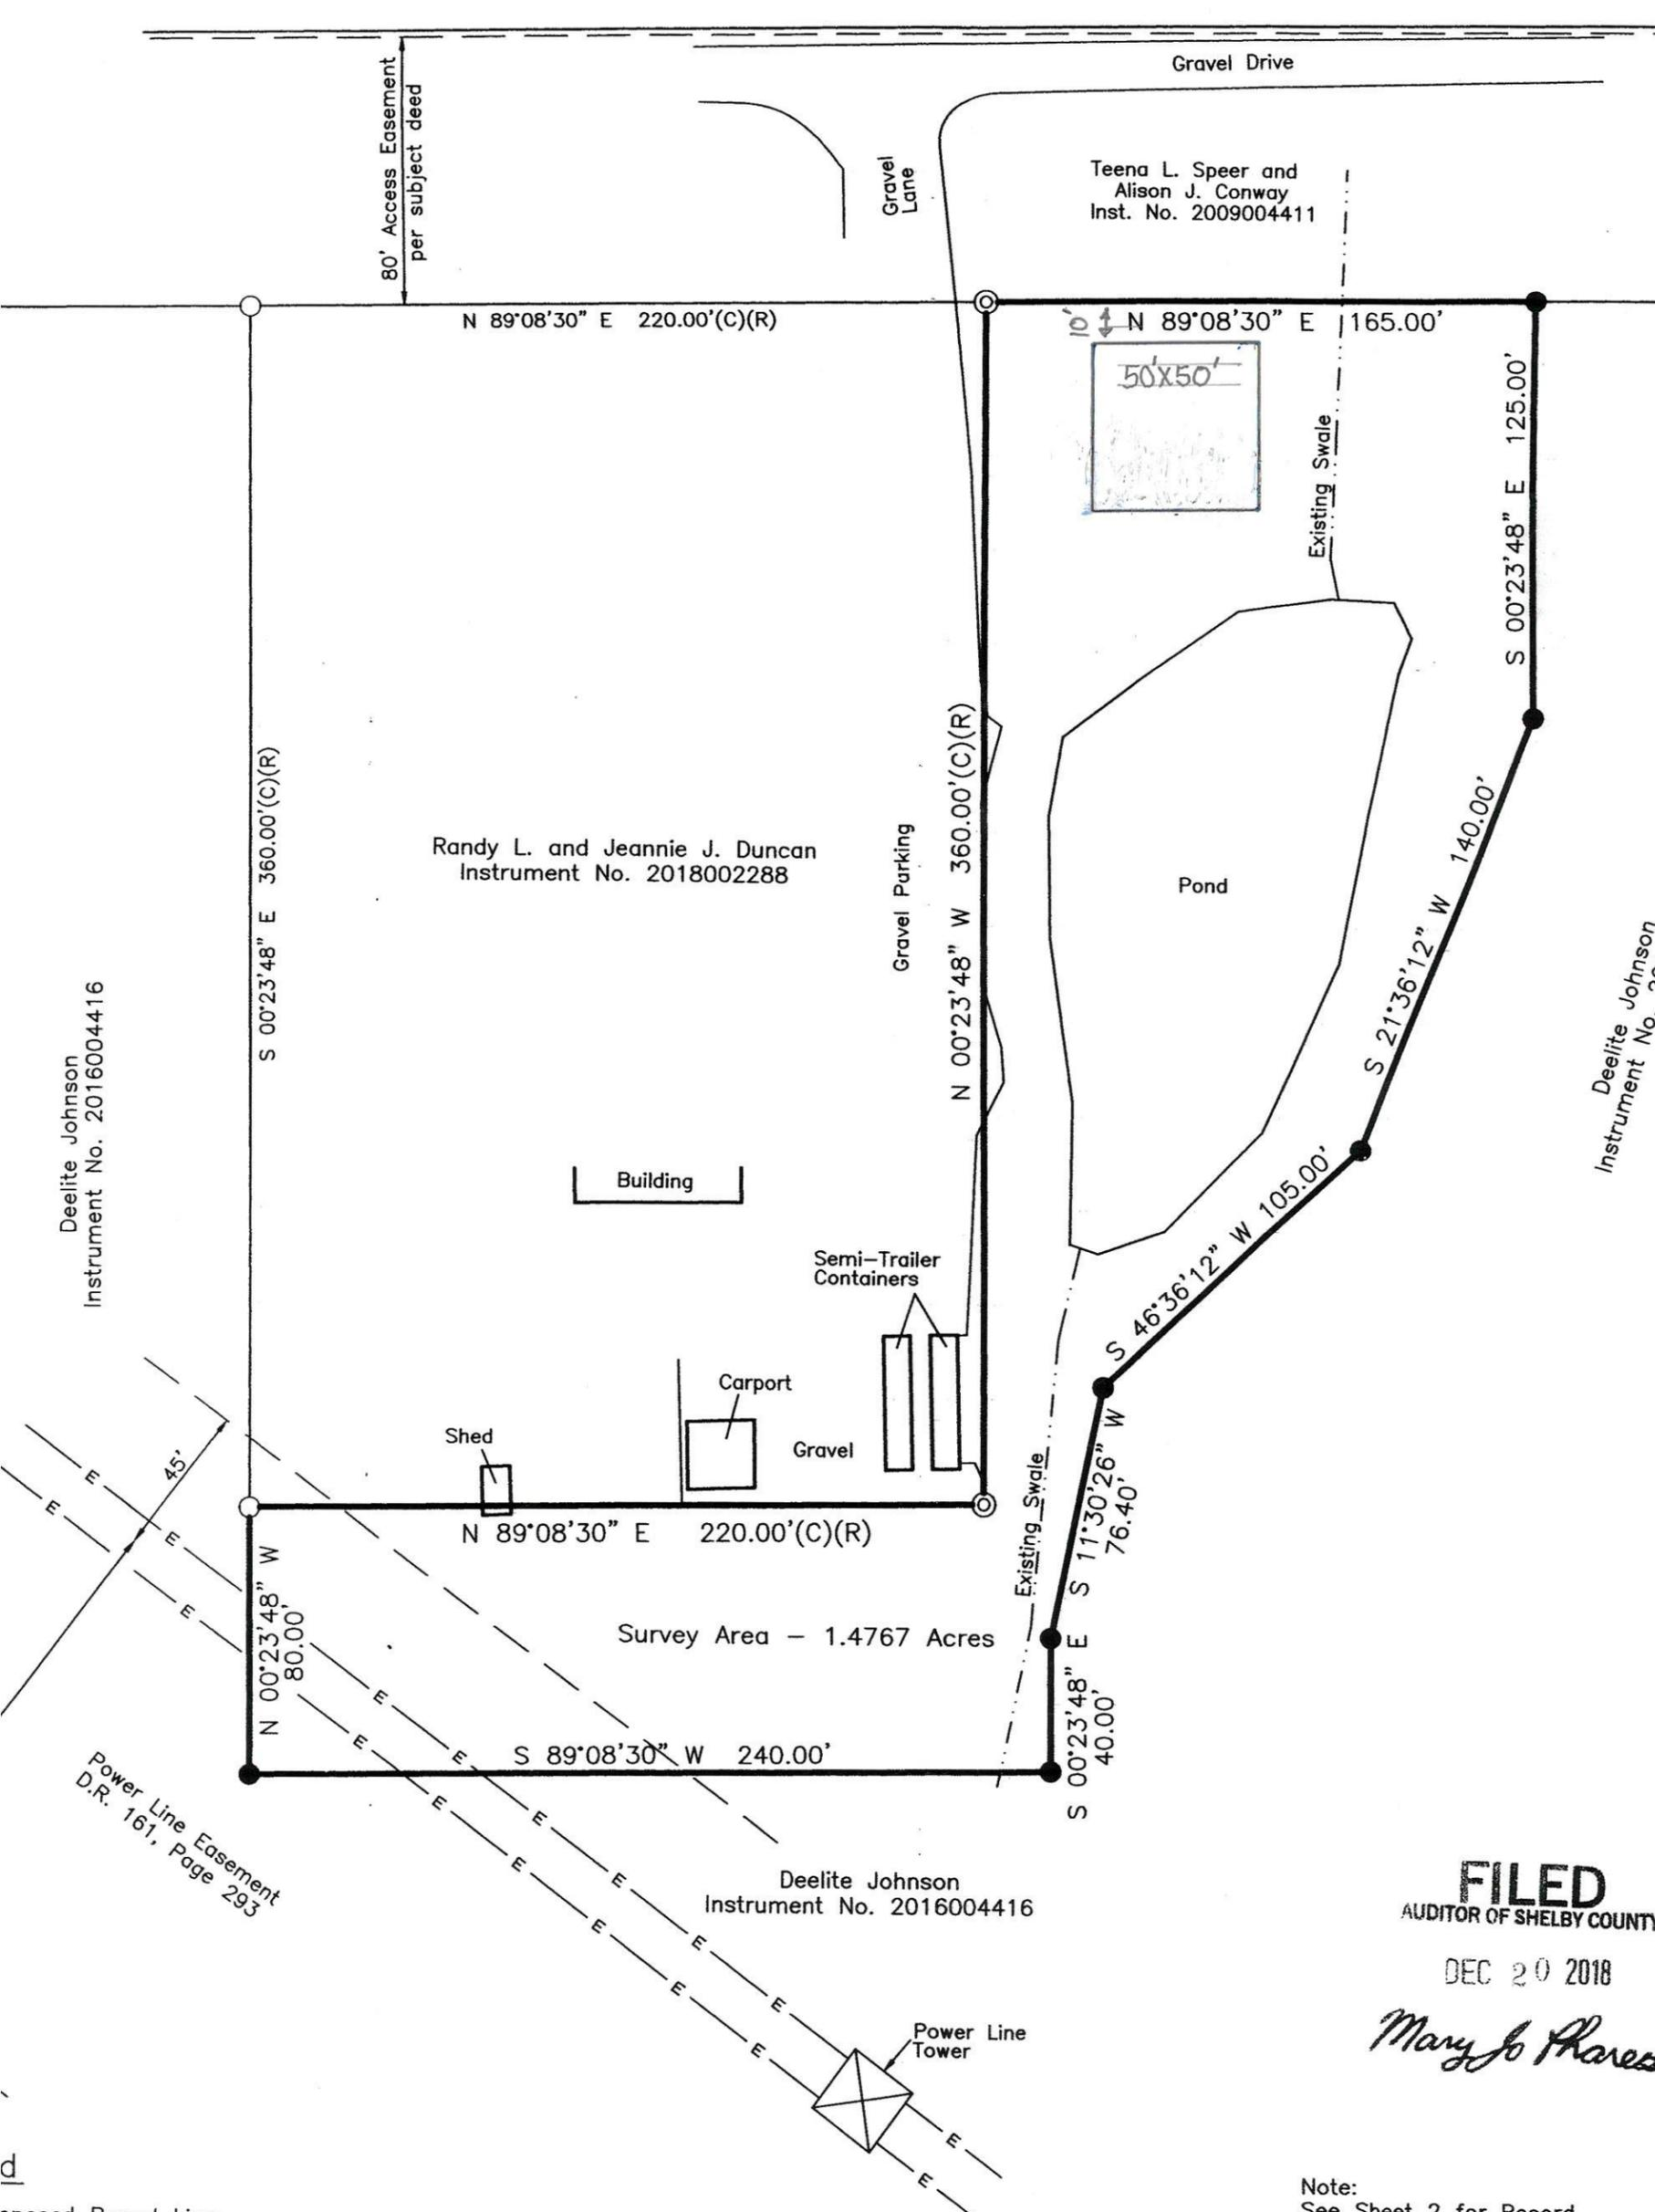 Gravel Drive
80' Access Easement
per subject deed
Gravel
Lane
Teena L. Speer and
Alison J. Conway
Inst. No. 2009004411
N 89°08'30" E 220.00'(C)(R)
10'
N 89°08'30" E 165.00'
50'X50'
S 00°23'48" E 125.00'
Existing Swale
S 00°23'48" E 360.00'(C)(R)
Randy L. and Jeannie J. Duncan
Instrument No. 2018002288
Gravel Parking
N 00°23'48" W 360.00'(C)(R)
Pond
S 21°36'12" W 140.00'
Deelite Johnson
Instrument No.
Deelite Johnson
Instrument No. 2016004416
Building
S 46°36'12" W 105.00'
Semi-Trailer
Containers
Carport
Shed
Gravel
45'
N 89°08'30" E 220.00'(C)(R)
Existing Swale
S 11°30'26" W
76.40'
N 00°23'48" W
80.00'
Survey Area - 1.4767 Acres
S 00°23'48" E
40.00'
S 89°08'30" W 240.00'
E E E E E E E E E E E E E E E E E E E E
Power Line Easement
D.R. 161, Page 293
Deelite Johnson
Instrument No. 2016004416
FILED
AUDITOR OF SHELBY COUNTY
DEC 20 2018
Mary Jo Phares
Power Line
Tower
d
Note:
See Sheet 2 for Record